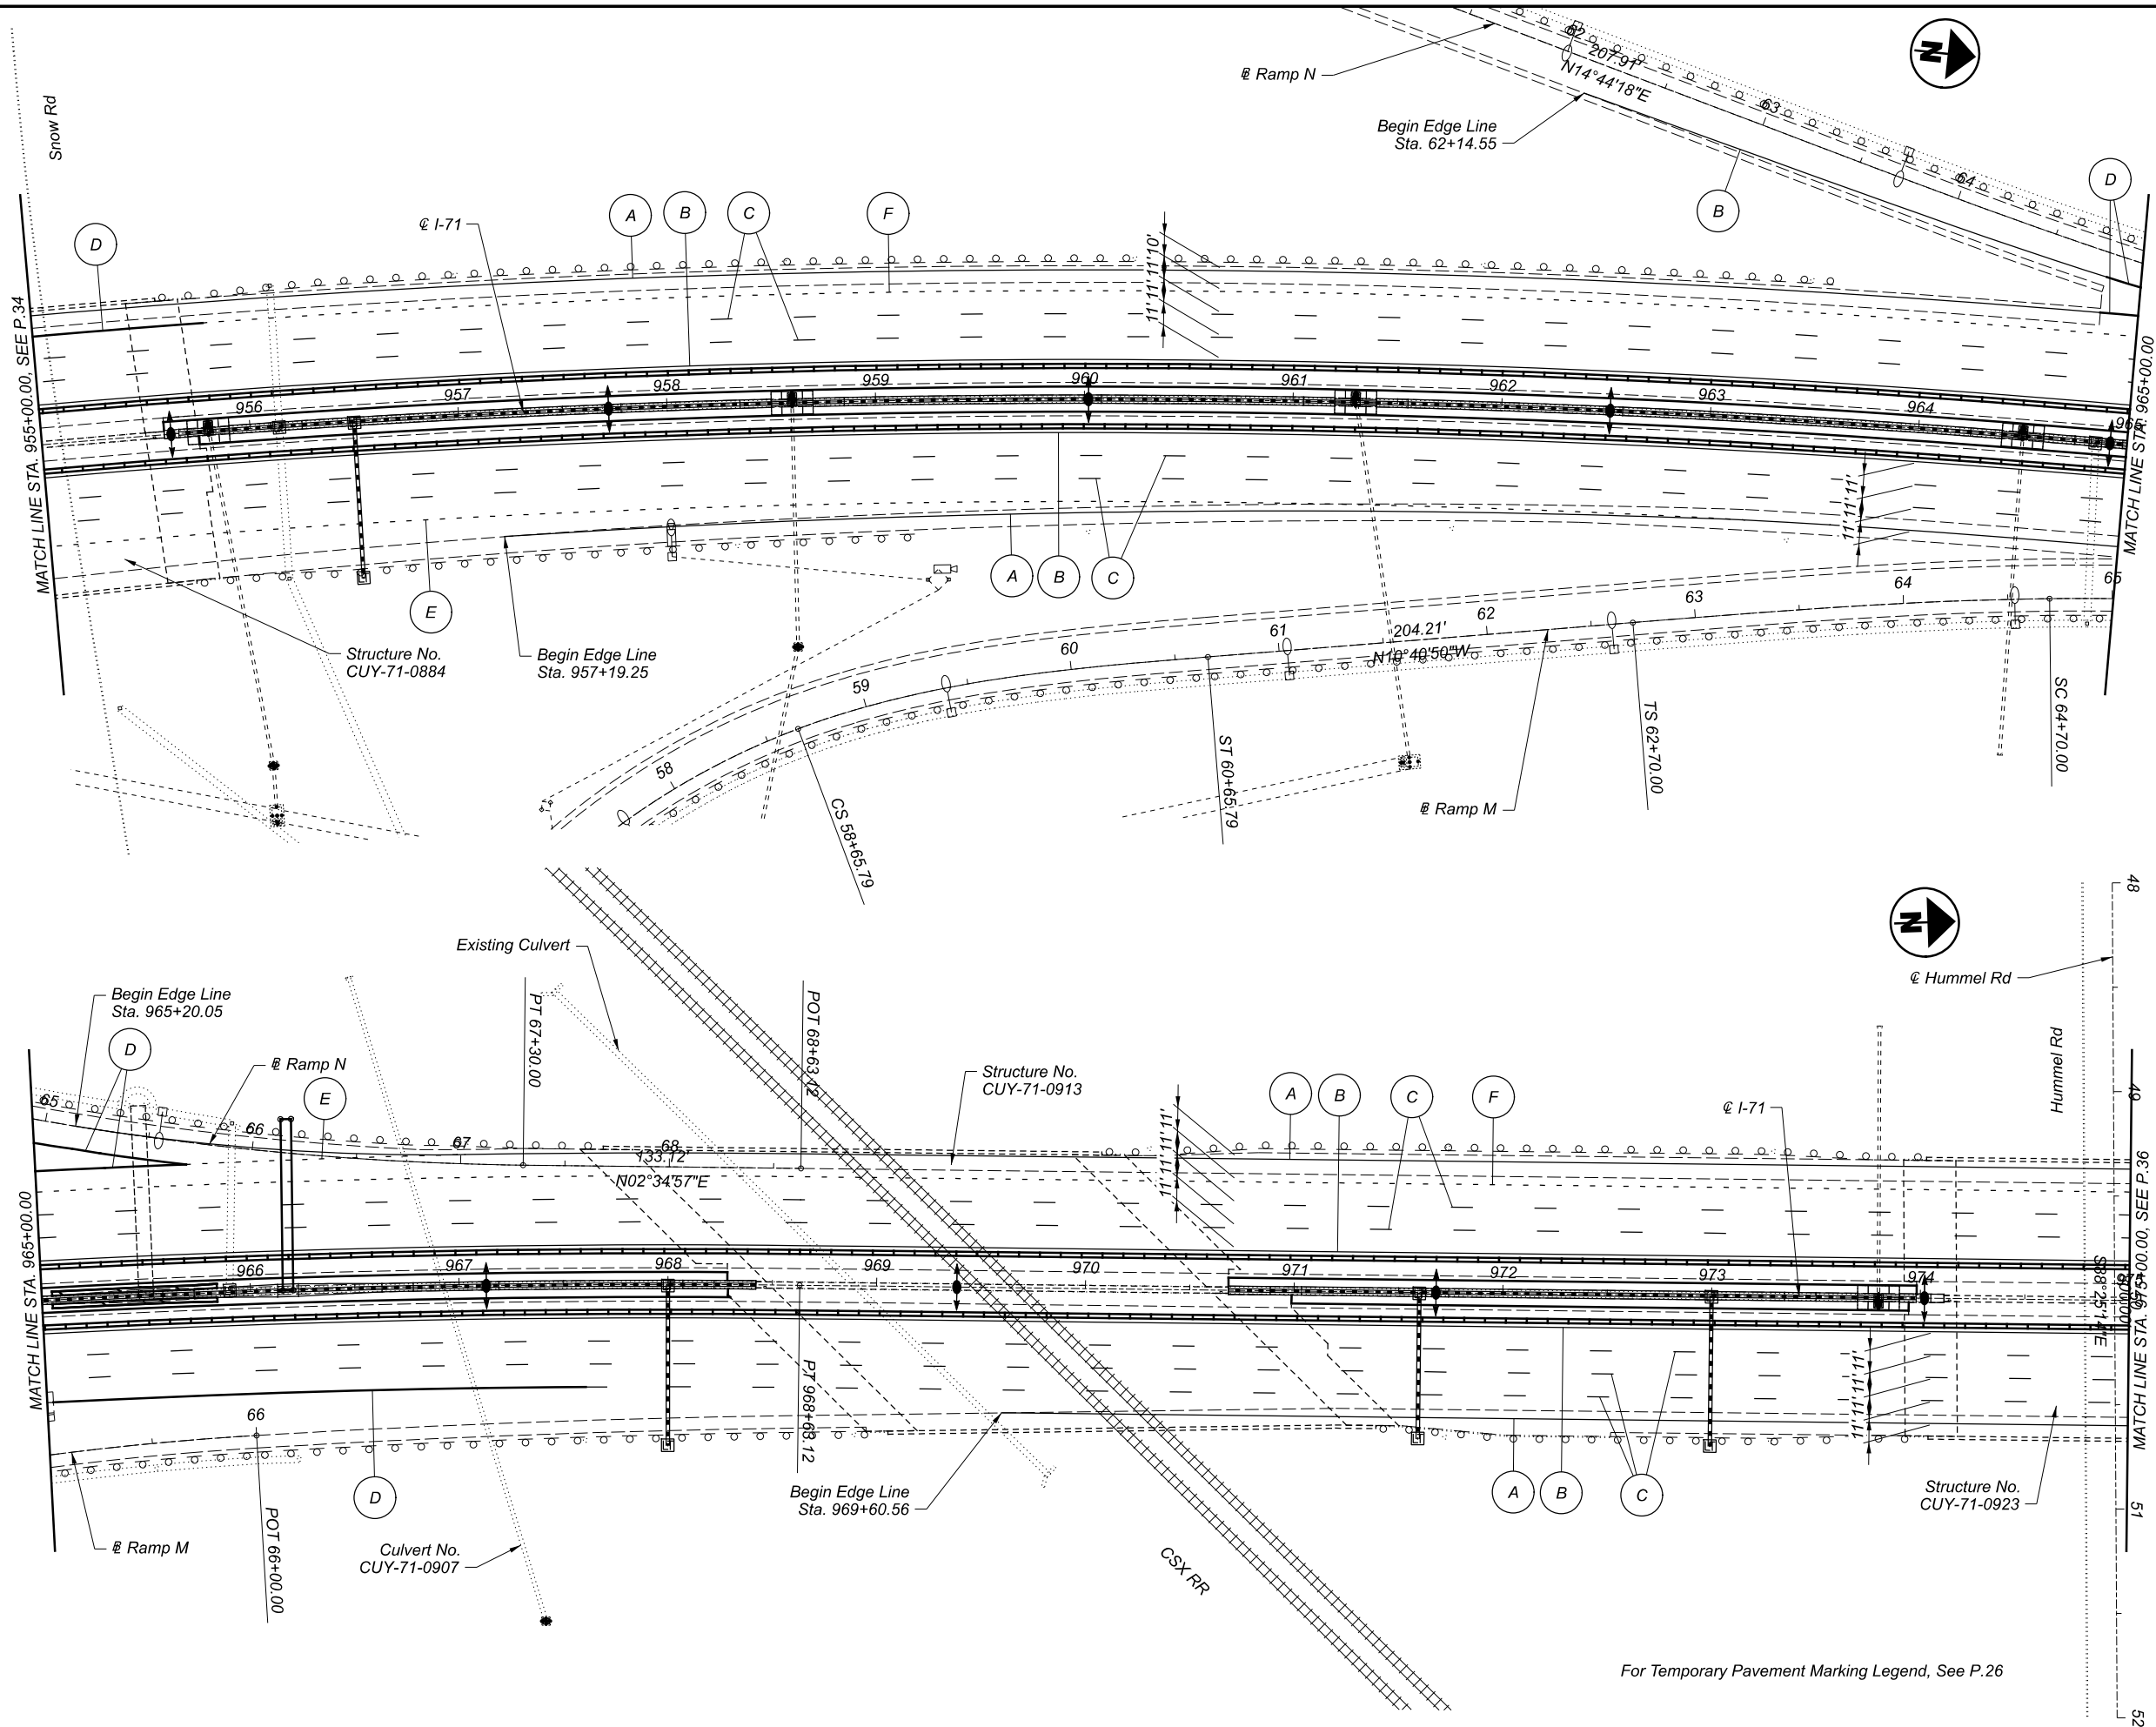 Snow Rd
MATCH LINE STA. 955+00.00, SEE P.34
D
℄ I-71
A
B
C
F
11'11'11'10'
℞ Ramp N
62
207.91'
N14°44'18"E
Begin Edge Line
Sta. 62+14.55
63
64
B
D
N
956
957
958
959
960
961
962
963
964
965
MATCH LINE STA. 965+00.00
11'11'11'
E
Structure No.
CUY-71-0884
Begin Edge Line
Sta. 957+19.25
A
B
C
58
59
60
61
62
63
64
65
204.21'
N10°40'50"W
CS 58+65.79
ST 60+65.79
TS 62+70.00
SC 64+70.00
℞ Ramp M
Existing Culvert
Begin Edge Line
Sta. 965+20.05
D
℞ Ramp N
E
65
66
67
68
133.12'
N02°34'57"E
PT 67+30.00
POT 68+63.12
Structure No.
CUY-71-0913
11'11'11'11'
A
B
C
F
℄ I-71
N
℄ Hummel Rd
Hummel Rd
48
49
51
52
MATCH LINE STA. 965+00.00
966
967
968
969
970
971
972
973
974
975
S88°25'14"E
MATCH LINE STA. 975+00.00, SEE P.36
66
POT 66+00.00
℞ Ramp M
D
Culvert No.
CUY-71-0907
PT 968+63.12
Begin Edge Line
Sta. 969+60.56
CSX RR
11'11'11'11'
A
B
C
Structure No.
CUY-71-0923
For Temporary Pavement Marking Legend, See P.26